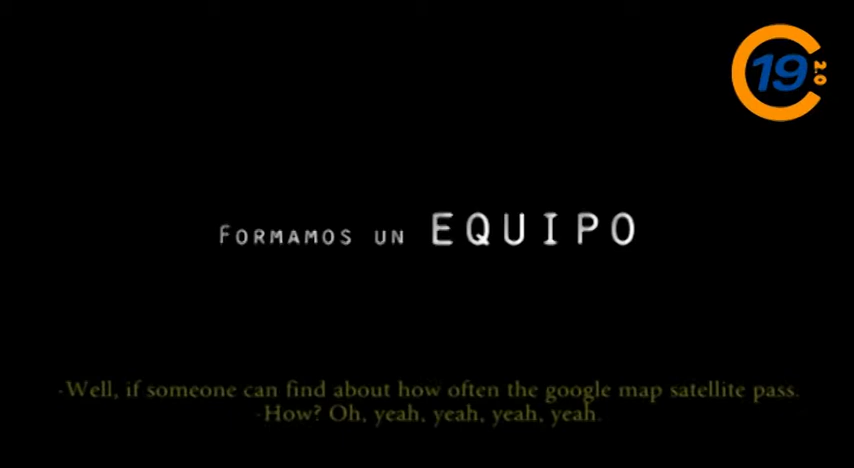 19
2.0
Formamos un EQUIPO
-Well, if someone can find about how often the google map satellite pass.
-How? Oh, yeah, yeah, yeah, yeah.